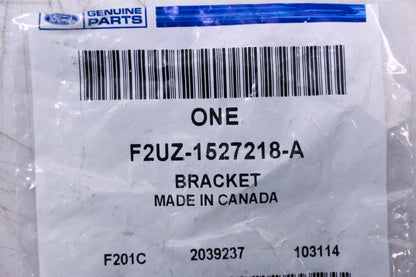 Ford
GENUINE
PARTS
ONE
F2UZ-1527218-A
BRACKET
MADE IN CANADA
F201C 2039237 103114